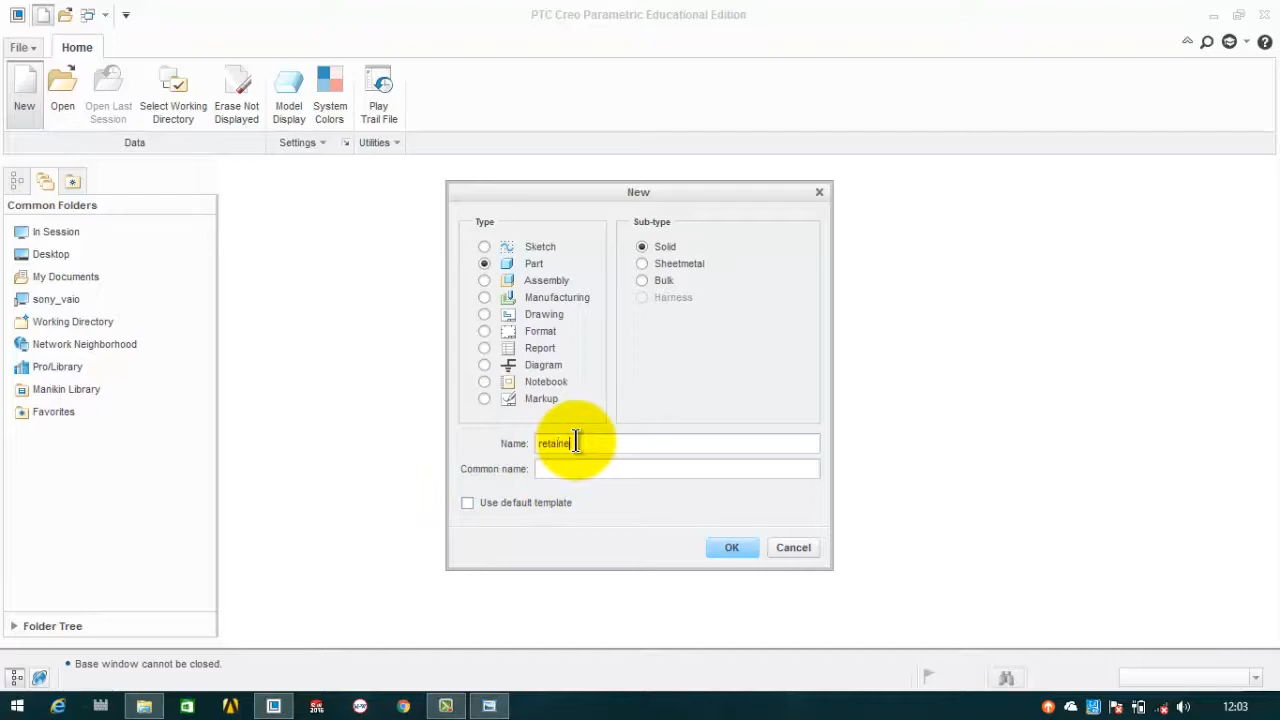 PTC Creo Parametric Educational Edition
File
Home
New
Open
Open Last Session
Select Working Directory
Erase Not Displayed
Model Display
System Colors
Play Trail File
Data
Settings
Utilities
Common Folders
In Session
Desktop
My Documents
sony_vaio
Working Directory
Network Neighborhood
Pro/Library
Manikin Library
Favorites
Folder Tree
New
Type
Sub-type
Sketch
Part
Assembly
Manufacturing
Drawing
Format
Report
Diagram
Notebook
Markup
Solid
Sheetmetal
Bulk
Harness
Name: retaine
Common name:
Use default template
OK
Cancel
Base window cannot be closed.
12:03